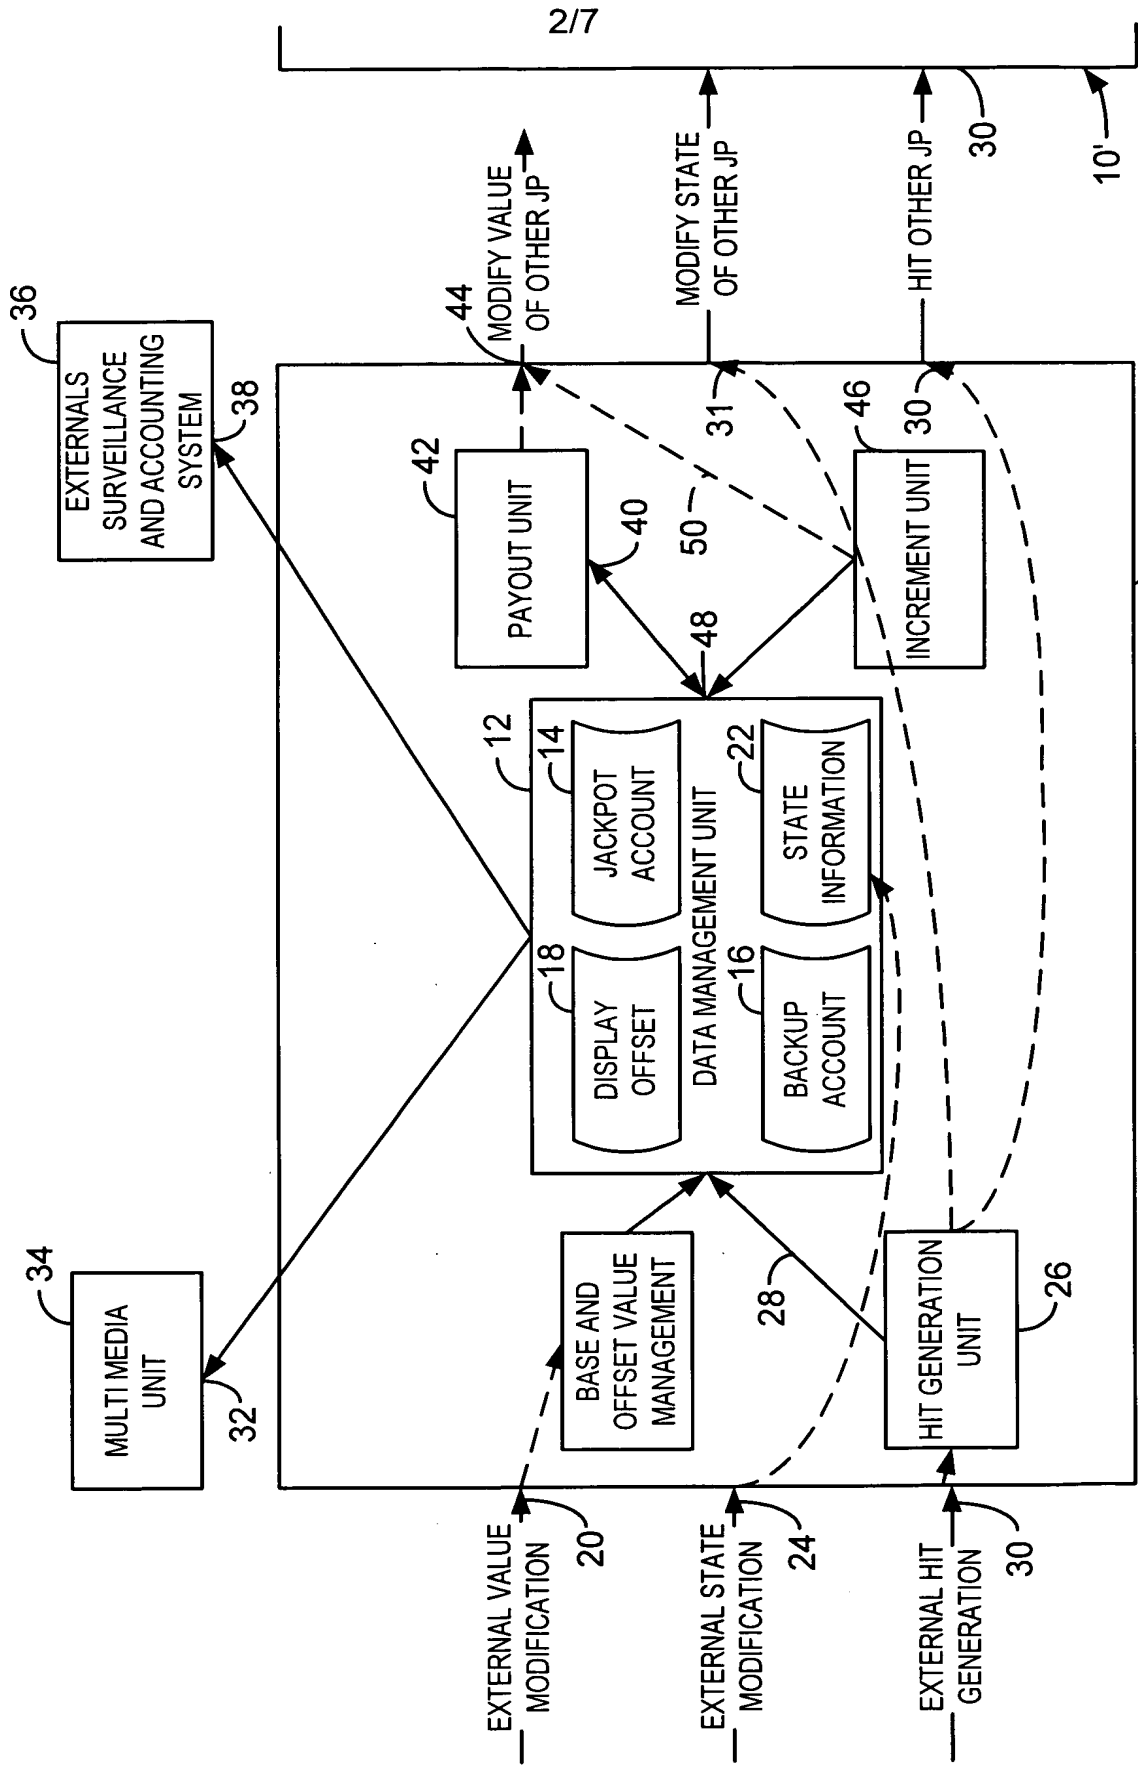 2/7
MULTI MEDIA
UNIT
34
32
EXTERNALS
SURVEILLANCE
AND ACCOUNTING
SYSTEM
36
38
EXTERNAL VALUE
MODIFICATION
20
EXTERNAL STATE
MODIFICATION
24
EXTERNAL HIT
GENERATION
30
BASE AND
OFFSET VALUE
MANAGEMENT
28
HIT GENERATION
UNIT
26
12
DISPLAY
OFFSET
18
JACKPOT
ACCOUNT
14
DATA MANAGEMENT UNIT
BACKUP
ACCOUNT
16
STATE
INFORMATION
22
48
PAYOUT UNIT
42
40
50
INCREMENT UNIT
46
44
31
30
MODIFY VALUE
OF OTHER JP
MODIFY STATE
OF OTHER JP
HIT OTHER JP
30
10'